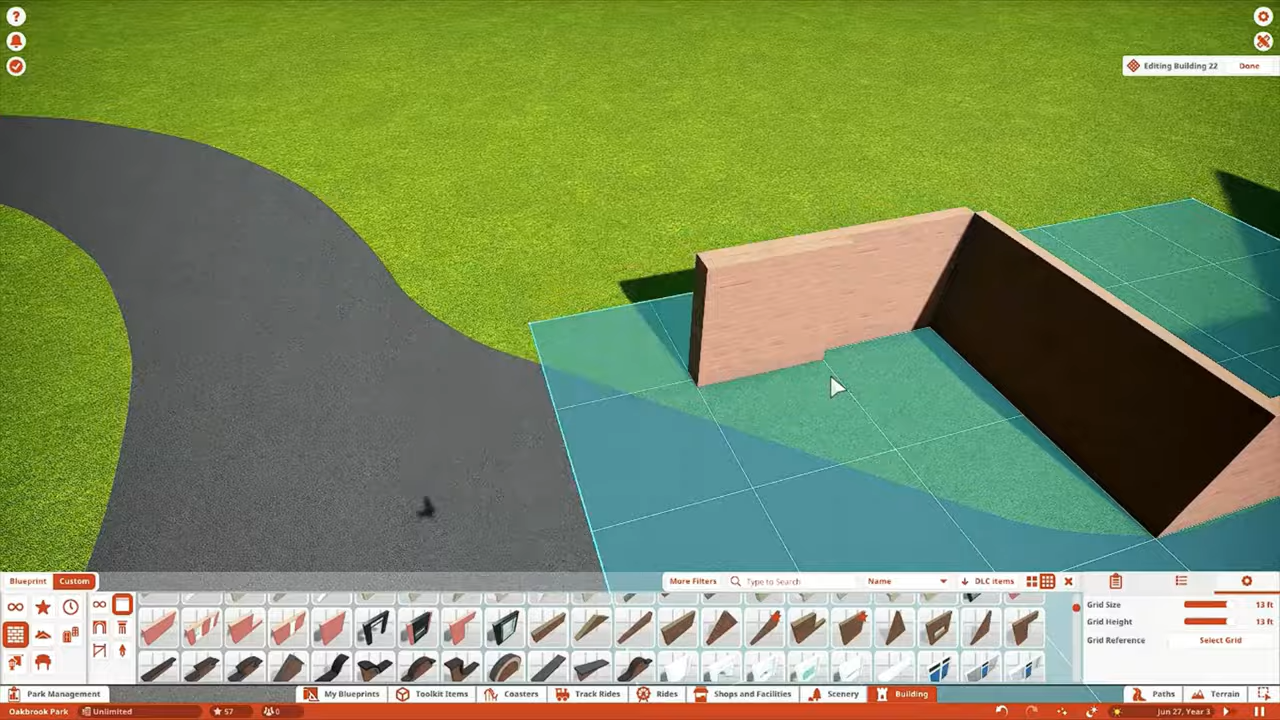 Editing Building 22 Done
Blueprint Custom
More Filters Type to Search Name DLC Items
Grid Size 13 ft
Grid Height 13 ft
Grid Reference Select Grid
Park Management My Blueprints Toolkit Items Coasters Track Rides Rides Shops and Facilities Scenery Building Paths Terrain
Oakbrook Park Unlimited 57 0 Jun 27, Year 3